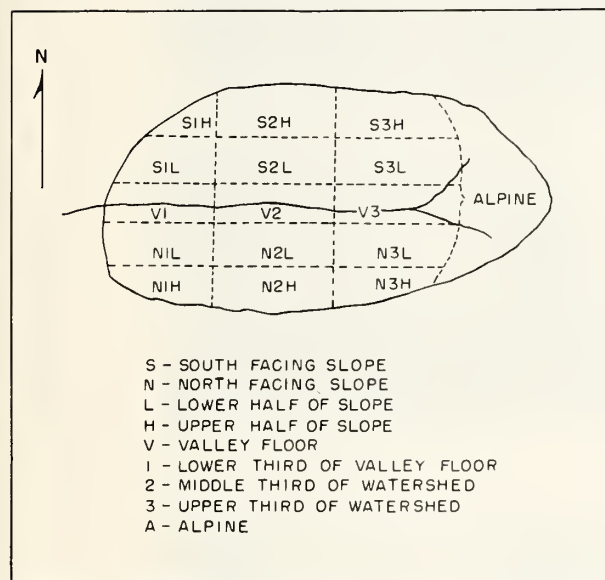 N
S1H S2H S3H
S1L S2L S3L
ALPINE
V1 V2 V3
N1L N2L N3L
N1H N2H N3H
S - SOUTH FACING SLOPE
N - NORTH FACING SLOPE
L - LOWER HALF OF SLOPE
H - UPPER HALF OF SLOPE
V - VALLEY FLOOR
1 - LOWER THIRD OF VALLEY FLOOR
2 - MIDDLE THIRD OF WATERSHED
3 - UPPER THIRD OF WATERSHED
A - ALPINE